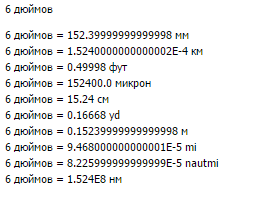 6 дюймов
6 дюймов = 152.39999999999998 мм
6 дюймов = 1.5240000000000002E-4 км
6 дюймов = 0.49998 фут
6 дюймов = 152400.0 микрон
6 дюймов = 15.24 см
6 дюймов = 0.16668 yd
6 дюймов = 0.15239999999999998 м
6 дюймов = 9.468000000000001E-5 mi
6 дюймов = 8.225999999999999E-5 nautmi
6 дюймов = 1.524E8 нм